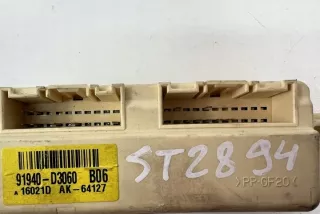 91940-D3060 B06
*16021D AK-64127
ST2894
>PP GF20<